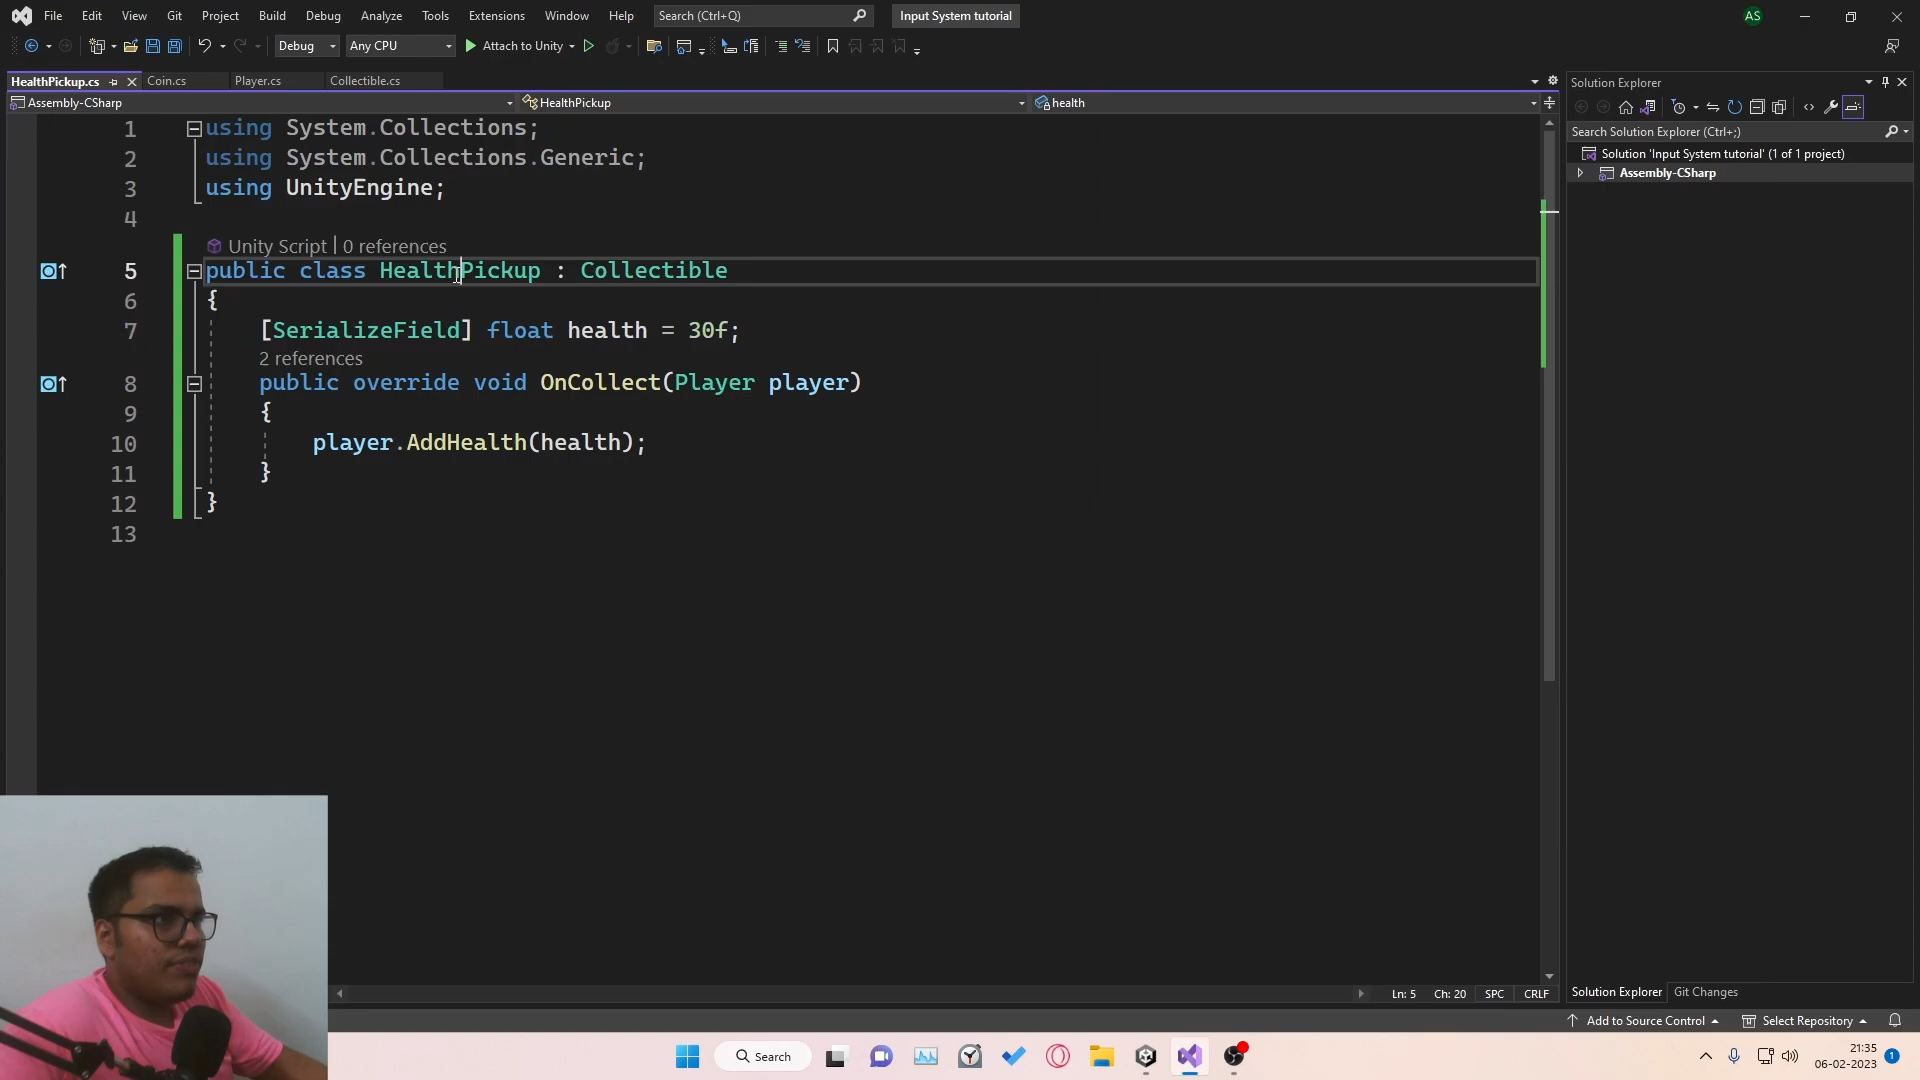 File Edit View Git Project Build Debug Analyze Tools Extensions Window Help Search (Ctrl+Q) Input System tutorial AS
Debug Any CPU Attach to Unity
HealthPickup.cs Coin.cs Player.cs Collectible.cs
Assembly-CSharp HealthPickup health
1 using System.Collections;
2 using System.Collections.Generic;
3 using UnityEngine;
4
Unity Script | 0 references
5 public class HealthPickup : Collectible
6 {
7 [SerializeField] float health = 30f;
2 references
8 public override void OnCollect(Player player)
9 {
10 player.AddHealth(health);
11 }
12 }
13
Solution Explorer
Search Solution Explorer (Ctrl+;)
Solution 'Input System tutorial' (1 of 1 project)
Assembly-CSharp
Ln: 5 Ch: 20 SPC CRLF
Solution Explorer Git Changes
Add to Source Control Select Repository
Search
21:35
06-02-2023
1